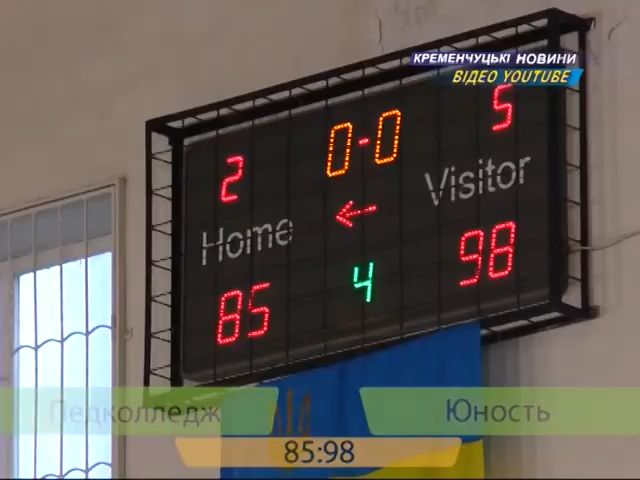 КРЕМЕНЧУЦЬКІ НОВИНИ
ВІДЕО YOUTUBE
2 0-0 5
Home ← Visitor
85 4 98
Педколледж Юность
85:98